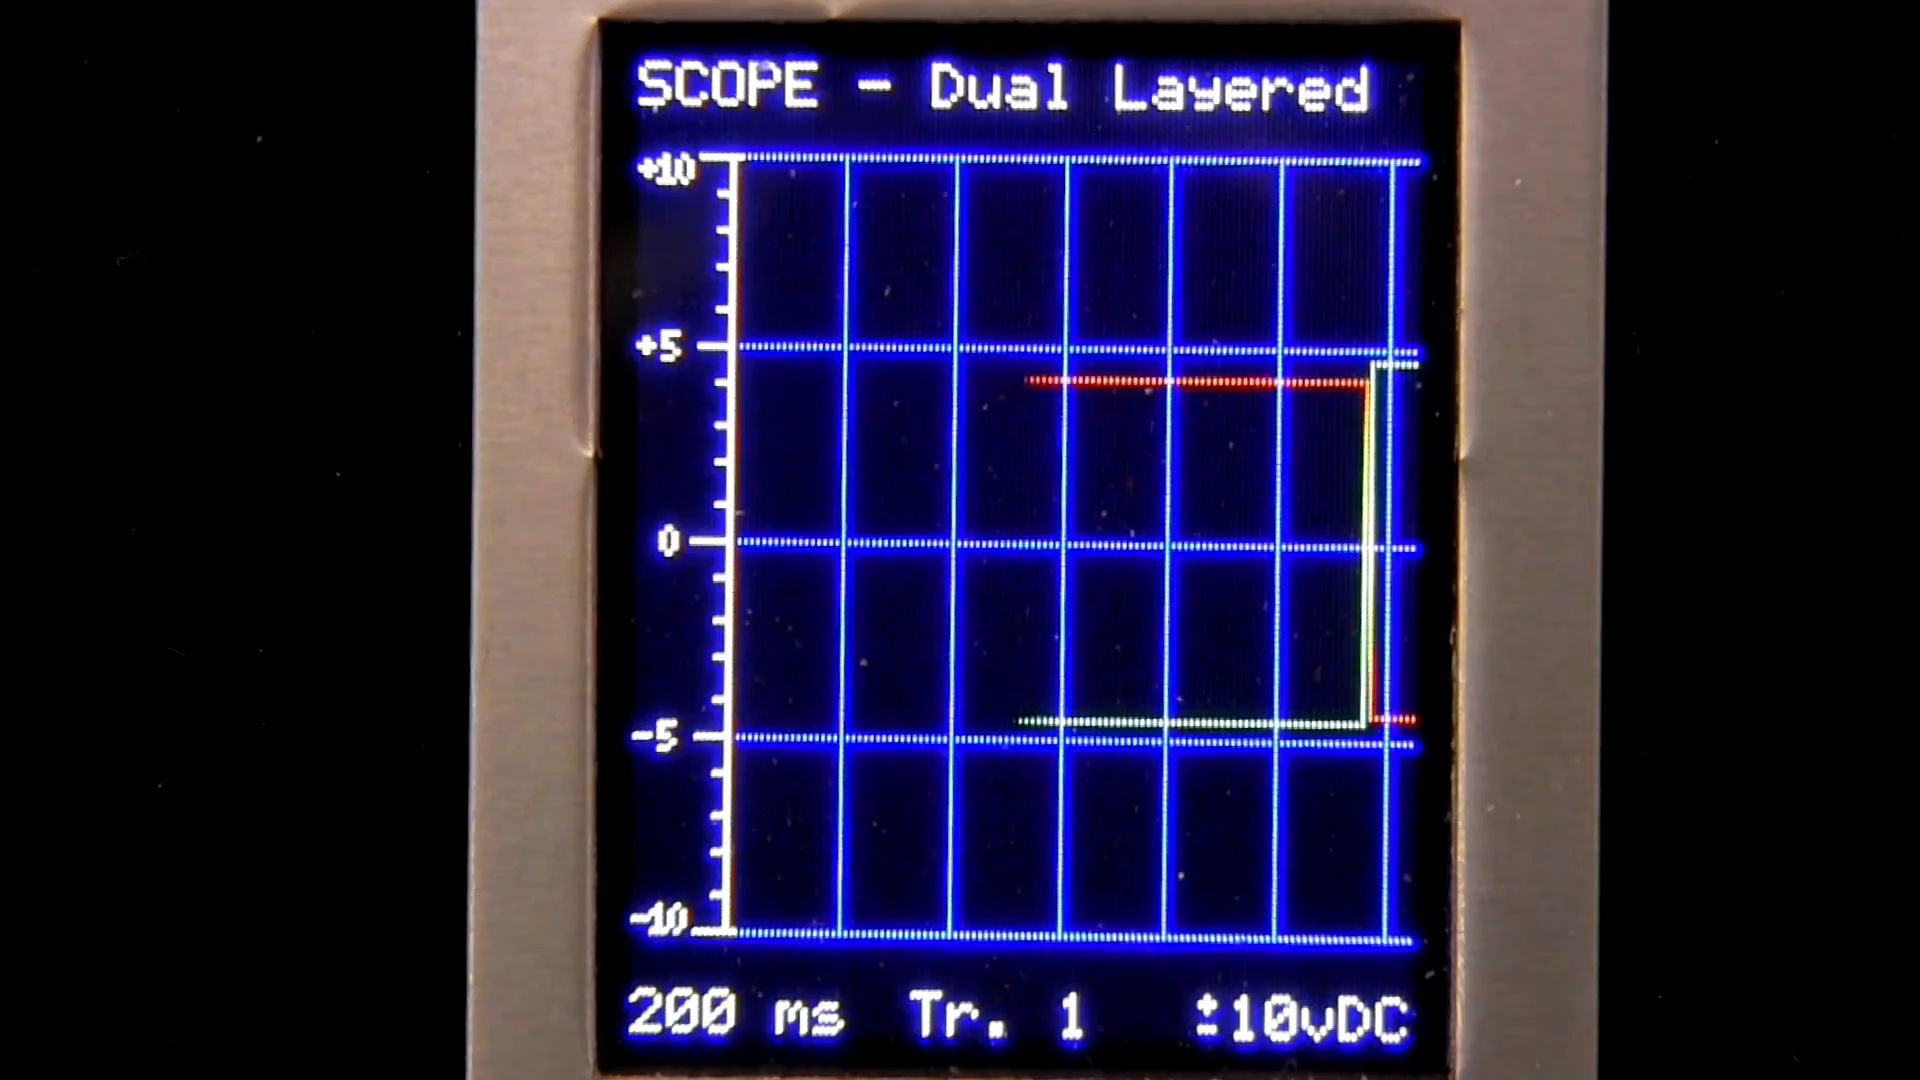 SCOPE - Dual Layered
+10
+5
0
-5
-10
200 ms Tr. 1 ±10vDC